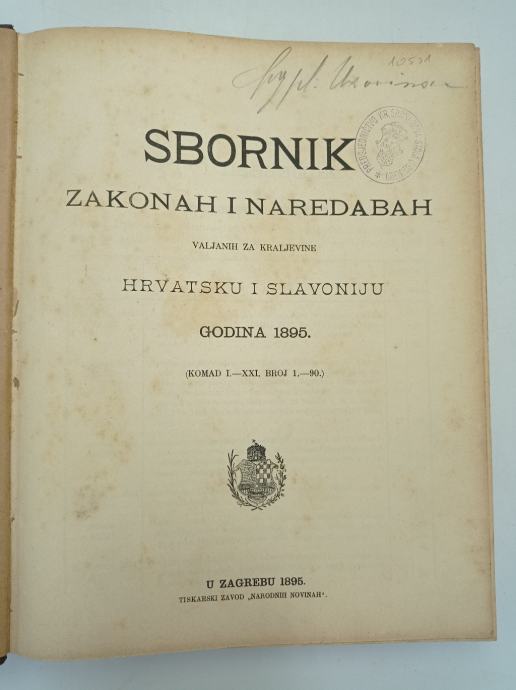 10531
SBORNIK
ZAKONAH I NAREDABAH
VALJANIH ZA KRALJEVINE
HRVATSKU I SLAVONIJU
GODINA 1895.
(KOMAD I.—XXI, BROJ 1.—90.)
U ZAGREBU 1895.
TISKARSKI ZAVOD „NARODNIH NOVINAH“.